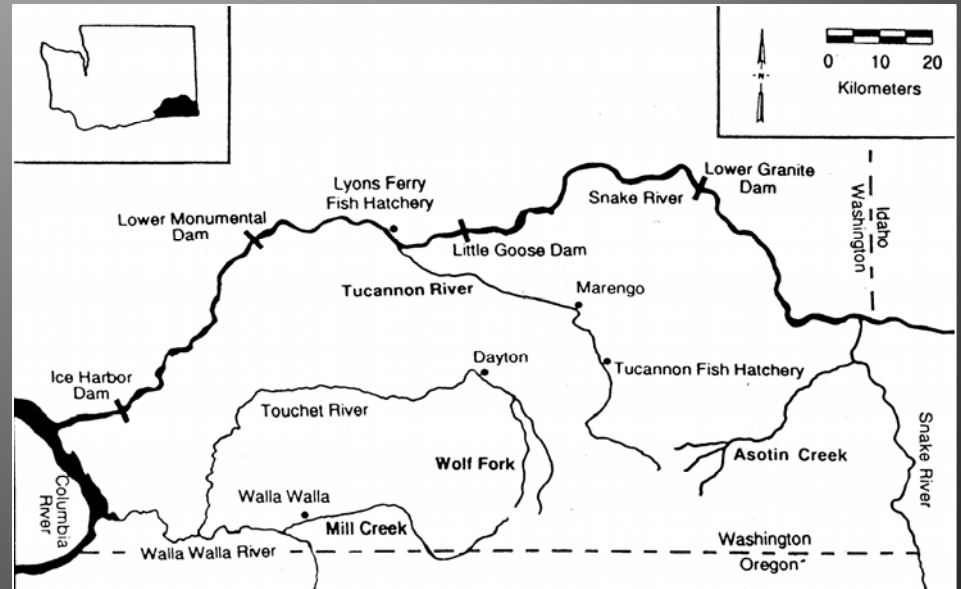 N
0 10 20
Kilometers
Lower Granite
Dam
Lyons Ferry
Fish Hatchery
Snake River
Idaho
Washington
Lower Monumental
Dam
Little Goose Dam
Tucannon River
Marengo
Dayton
Tucannon Fish Hatchery
Ice Harbor
Dam
Touchet River
Snake River
Wolf Fork
Asotin Creek
Columbia
River
Walla Walla
Mill Creek
Walla Walla River
Washington
Oregon